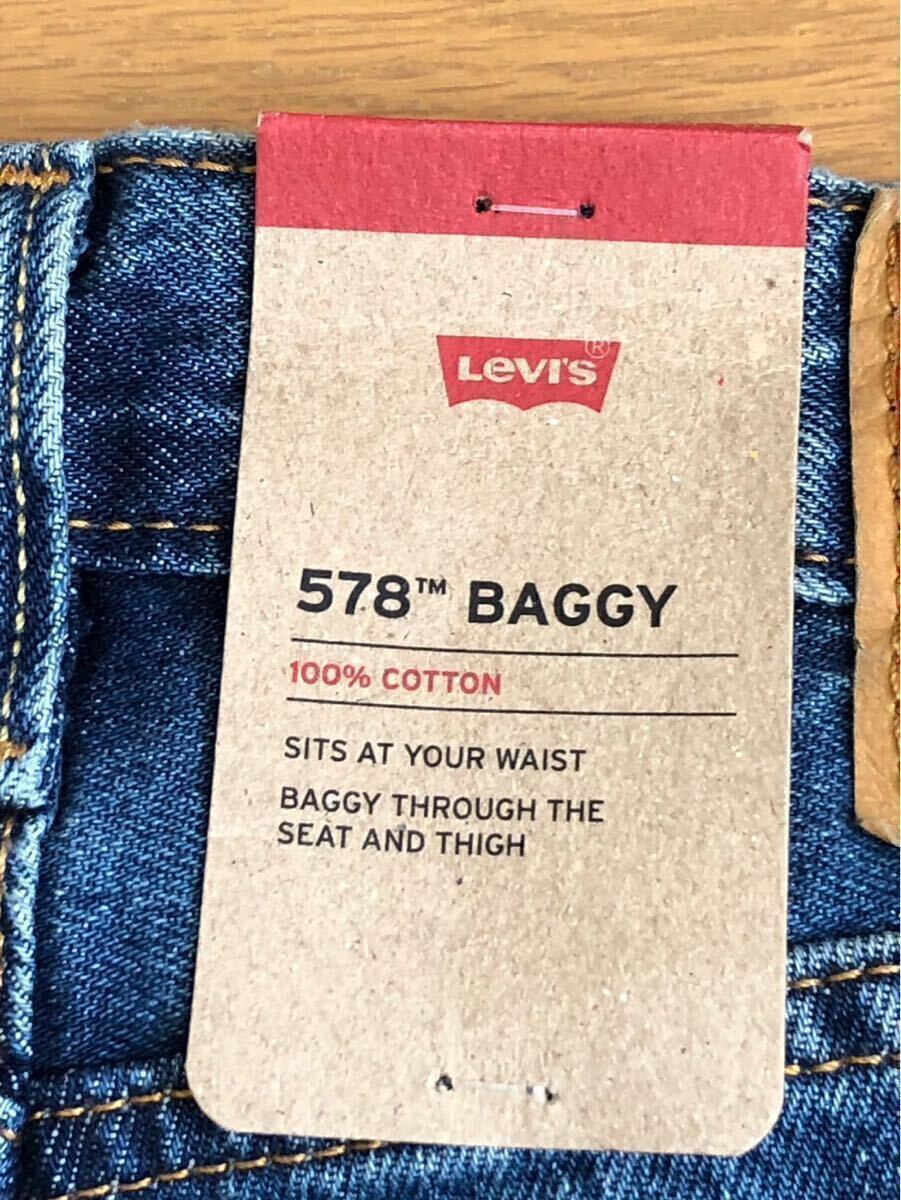 Levi's®
578™ BAGGY
100% COTTON
SITS AT YOUR WAIST
BAGGY THROUGH THE
SEAT AND THIGH